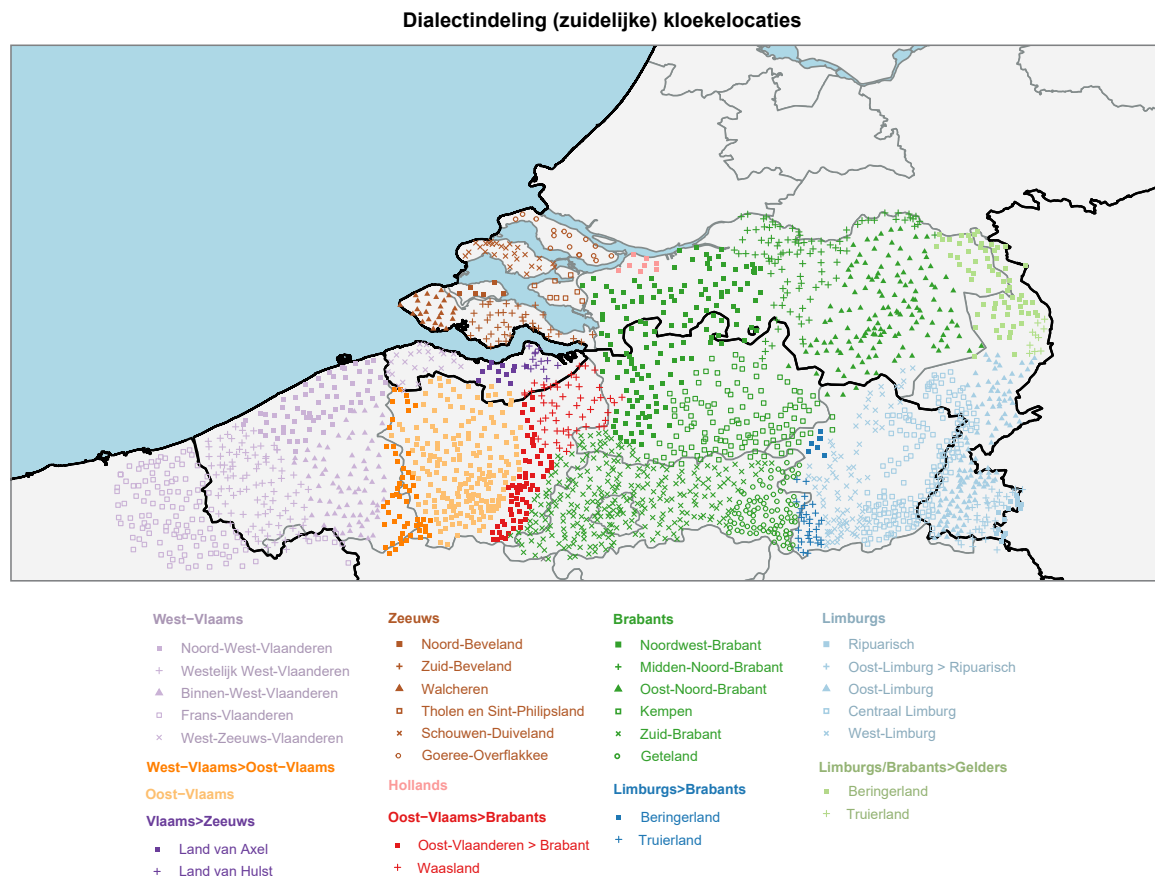 Dialectindeling (zuidelijke) kloekelocaties
West−Vlaams
Noord-West-Vlaanderen
Westelijk West-Vlaanderen
Binnen-West-Vlaanderen
Frans-Vlaanderen
West-Zeeuws-Vlaanderen
West−Vlaams>Oost−Vlaams
Oost−Vlaams
Vlaams>Zeeuws
Land van Axel
Land van Hulst
Zeeuws
Noord-Beveland
Zuid-Beveland
Walcheren
Tholen en Sint-Philipsland
Schouwen-Duiveland
Goeree-Overflakkee
Hollands
Oost−Vlaams>Brabants
Oost-Vlaanderen > Brabant
Waasland
Brabants
Noordwest-Brabant
Midden-Noord-Brabant
Oost-Noord-Brabant
Kempen
Zuid-Brabant
Geteland
Limburgs>Brabants
Beringerland
Truierland
Limburgs
Ripuarisch
Oost-Limburg > Ripuarisch
Oost-Limburg
Centraal Limburg
West-Limburg
Limburgs/Brabants>Gelders
Beringerland
Truierland